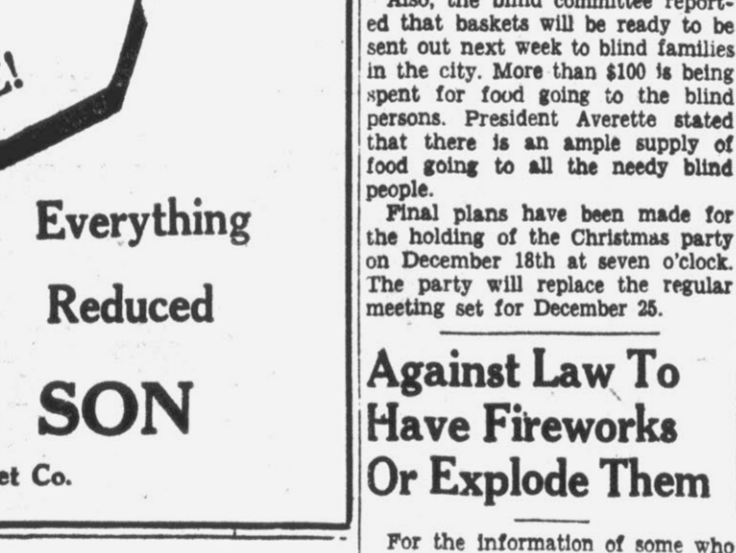 Everything
Reduced
SON
et Co.
Also, the blind committee report-
ed that baskets will be ready to be
sent out next week to blind families
in the city. More than $100 is being
spent for food going to the blind
persons. President Averette stated
that there is an ample supply of
food going to all the needy blind
people.
Final plans have been made for
the holding of the Christmas party
on December 18th at seven o'clock.
The party will replace the regular
meeting set for December 25.
Against Law To
Have Fireworks
Or Explode Them
For the information of some who